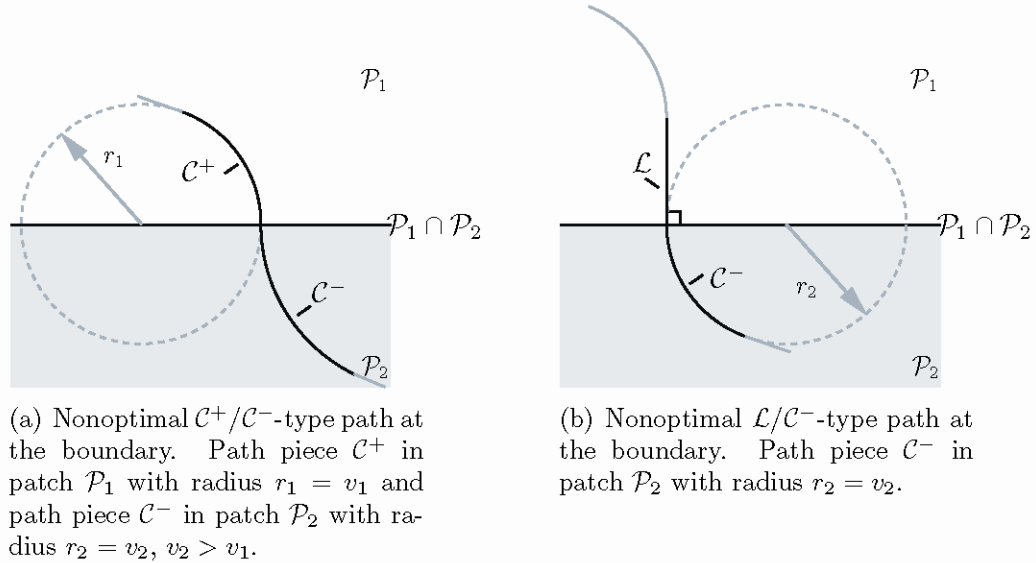 𝒫₁
r₁
𝒞⁺
𝒫₁ ∩ 𝒫₂
𝒞⁻
𝒫₂
(a) Nonoptimal 𝒞⁺/𝒞⁻-type path at
the boundary. Path piece 𝒞⁺ in
patch 𝒫₁ with radius r₁ = v₁ and
path piece 𝒞⁻ in patch 𝒫₂ with ra-
dius r₂ = v₂, v₂ > v₁.
𝒫₁
ℒ
𝒫₁ ∩ 𝒫₂
𝒞⁻
r₂
𝒫₂
(b) Nonoptimal ℒ/𝒞⁻-type path at
the boundary. Path piece 𝒞⁻ in
patch 𝒫₂ with radius r₂ = v₂.